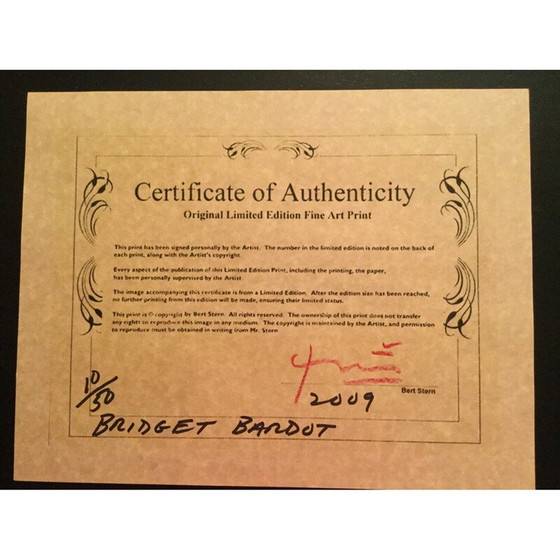 Certificate of Authenticity
Original Limited Edition Fine Art Print
This print has been signed personally by the Artist. The number in the limited edition is noted on the back of
each print, along with the Artist's copyright.
Every aspect of the publication of this Limited Edition Print, including the printing, the paper,
has been personally supervised by the Artist.
The image accompanying this certificate is from a Limited Edition. After the edition size has been reached,
no further printing from this edition will be made, ensuring their limited status.
This print is © copyright by Bert Stern. All rights reserved. The ownership of this print does not transfer
any rights to reproduce this image in any medium. The copyright is maintained by the Artist, and permission
to reproduce must be obtained in writing from Mr. Stern
Bert Stern
2009
10/50
BRIDGET BARDOT